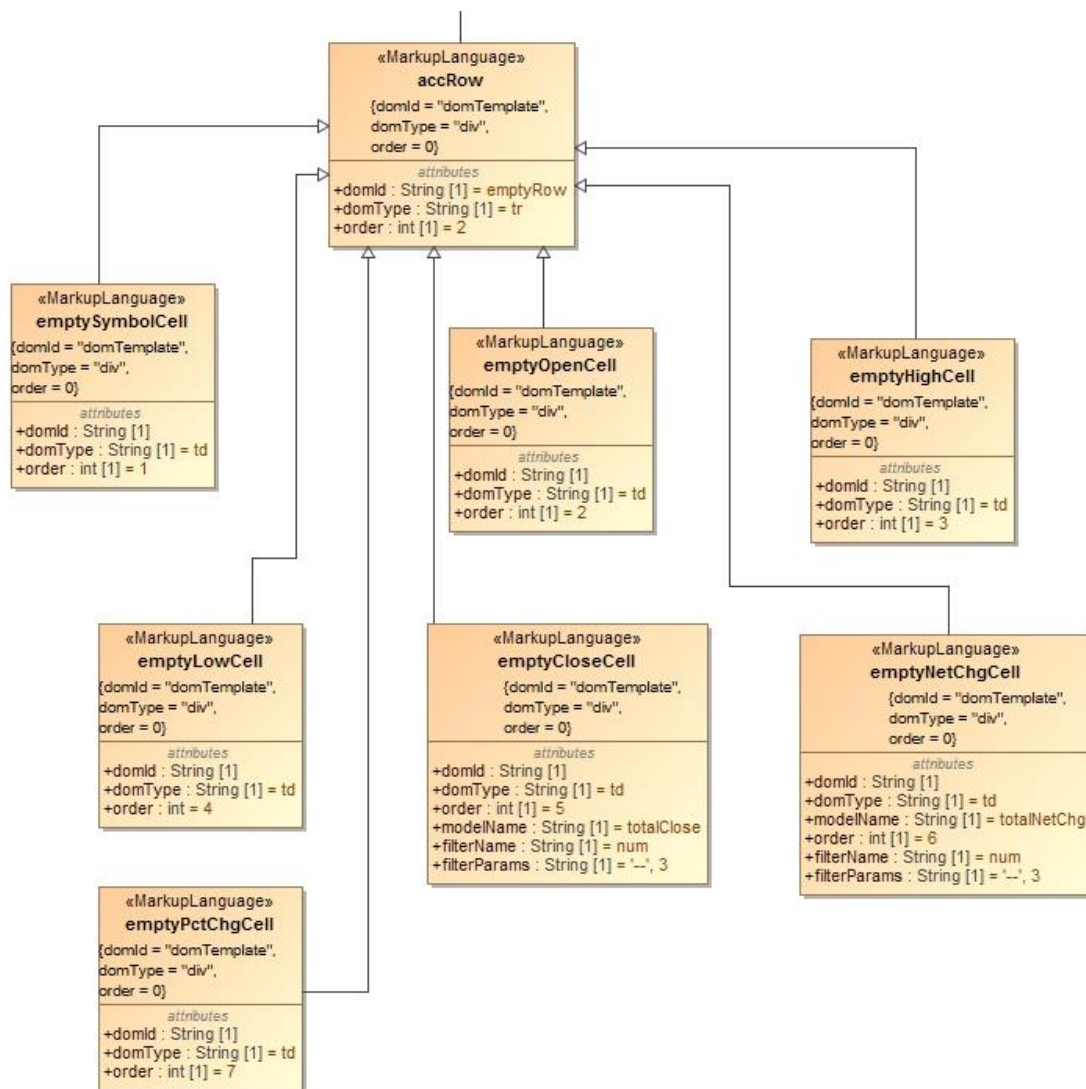 «MarkupLanguage»
accRow
{domId = "domTemplate",
domType = "div",
order = 0}
attributes
+domId : String [1] = emptyRow
+domType : String [1] = tr
+order : int [1] = 2
«MarkupLanguage»
emptySymbolCell
{domId = "domTemplate",
domType = "div",
order = 0}
attributes
+domId : String [1]
+domType : String [1] = td
+order : int [1] = 1
«MarkupLanguage»
emptyOpenCell
{domId = "domTemplate",
domType = "div",
order = 0}
attributes
+domId : String [1]
+domType : String [1] = td
+order : int [1] = 2
«MarkupLanguage»
emptyHighCell
{domId = "domTemplate",
domType = "div",
order = 0}
attributes
+domId : String [1]
+domType : String [1] = td
+order : int [1] = 3
«MarkupLanguage»
emptyLowCell
{domId = "domTemplate",
domType = "div",
order = 0}
attributes
+domId : String [1]
+domType : String [1] = td
+order : int = 4
«MarkupLanguage»
emptyCloseCell
{domId = "domTemplate",
domType = "div",
order = 0}
attributes
+domId : String [1]
+domType : String [1] = td
+order : int [1] = 5
+modelName : String [1] = totalClose
+filterName : String [1] = num
+filterParams : String [1] = '--', 3
«MarkupLanguage»
emptyNetChgCell
{domId = "domTemplate",
domType = "div",
order = 0}
attributes
+domId : String [1]
+domType : String [1] = td
+modelName : String [1] = totalNetChg
+order : int [1] = 6
+filterName : String [1] = num
+filterParams : String [1] = '--', 3
«MarkupLanguage»
emptyPctChgCell
{domId = "domTemplate",
domType = "div",
order = 0}
attributes
+domId : String [1]
+domType : String [1] = td
+order : int [1] = 7